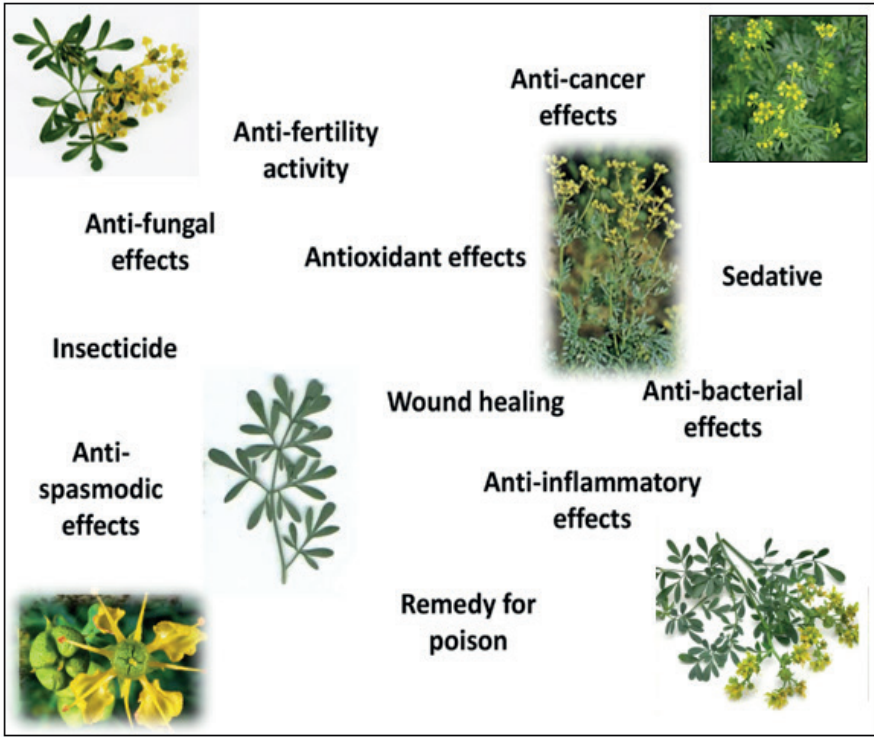 Anti-cancer
effects
Anti-fertility
activity
Anti-fungal
effects
Antioxidant effects
Sedative
Insecticide
Wound healing
Anti-bacterial
effects
Anti-
spasmodic
effects
Anti-inflammatory
effects
Remedy for
poison